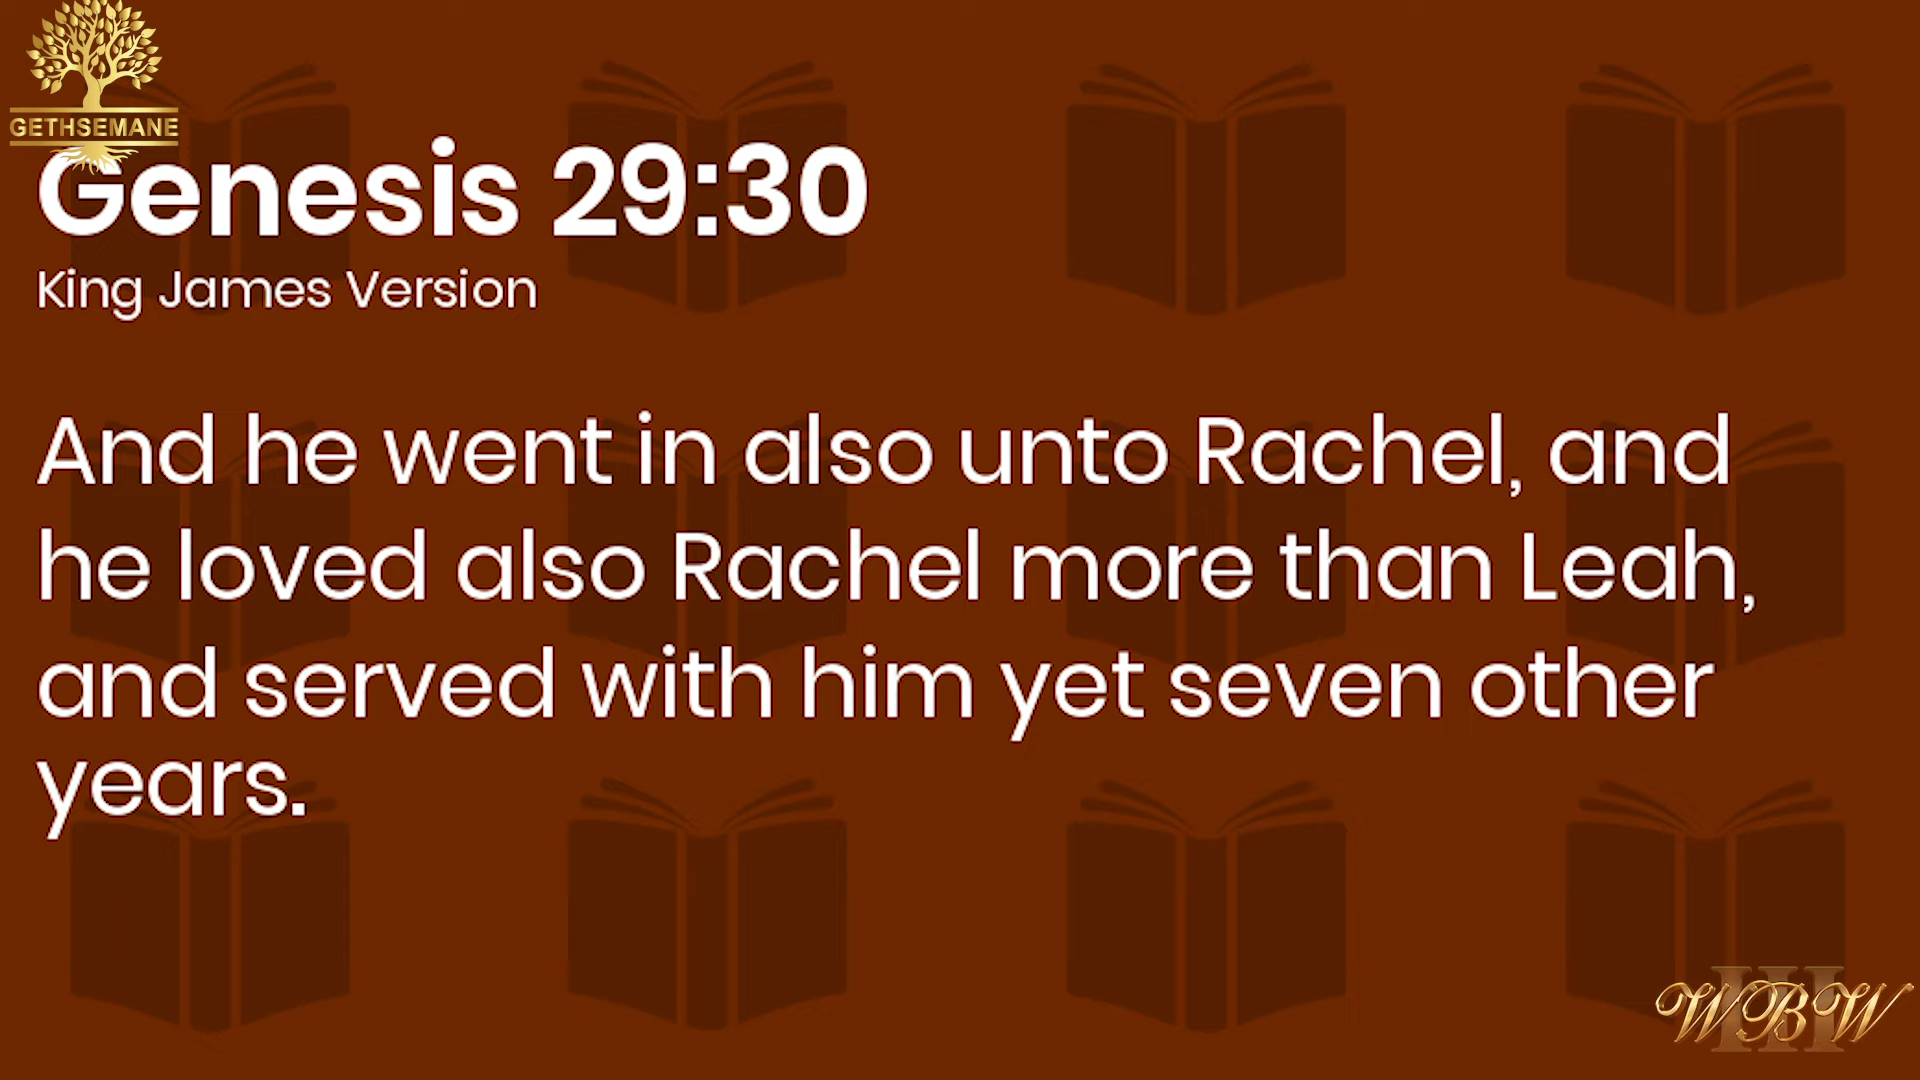 GETHSEMANE
Genesis 29:30
King James Version
And he went in also unto Rachel, and
he loved also Rachel more than Leah,
and served with him yet seven other
years.
III
WBW